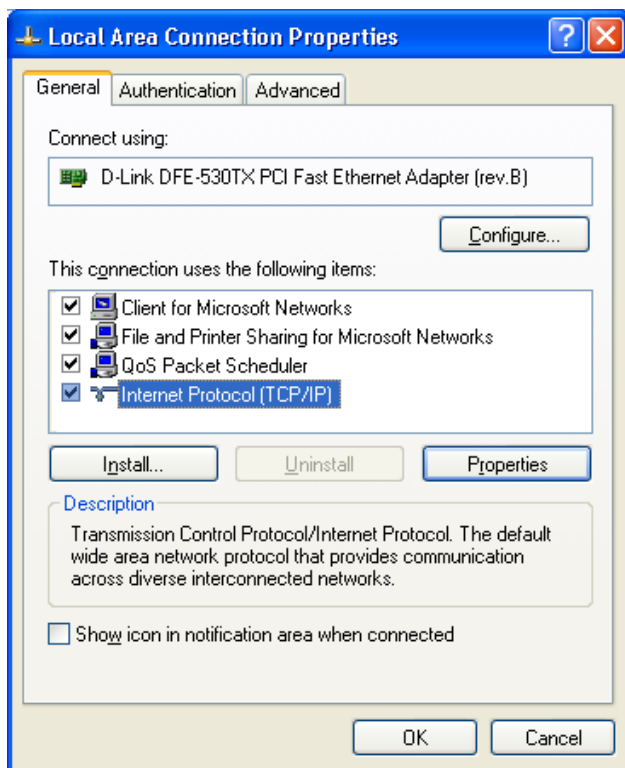 Local Area Connection Properties
General Authentication Advanced
Connect using:
D-Link DFE-530TX PCI Fast Ethernet Adapter (rev.B)
Configure...
This connection uses the following items:
Client for Microsoft Networks
File and Printer Sharing for Microsoft Networks
QoS Packet Scheduler
Internet Protocol (TCP/IP)
Install... Uninstall Properties
Description
Transmission Control Protocol/Internet Protocol. The default
wide area network protocol that provides communication
across diverse interconnected networks.
Show icon in notification area when connected
OK Cancel